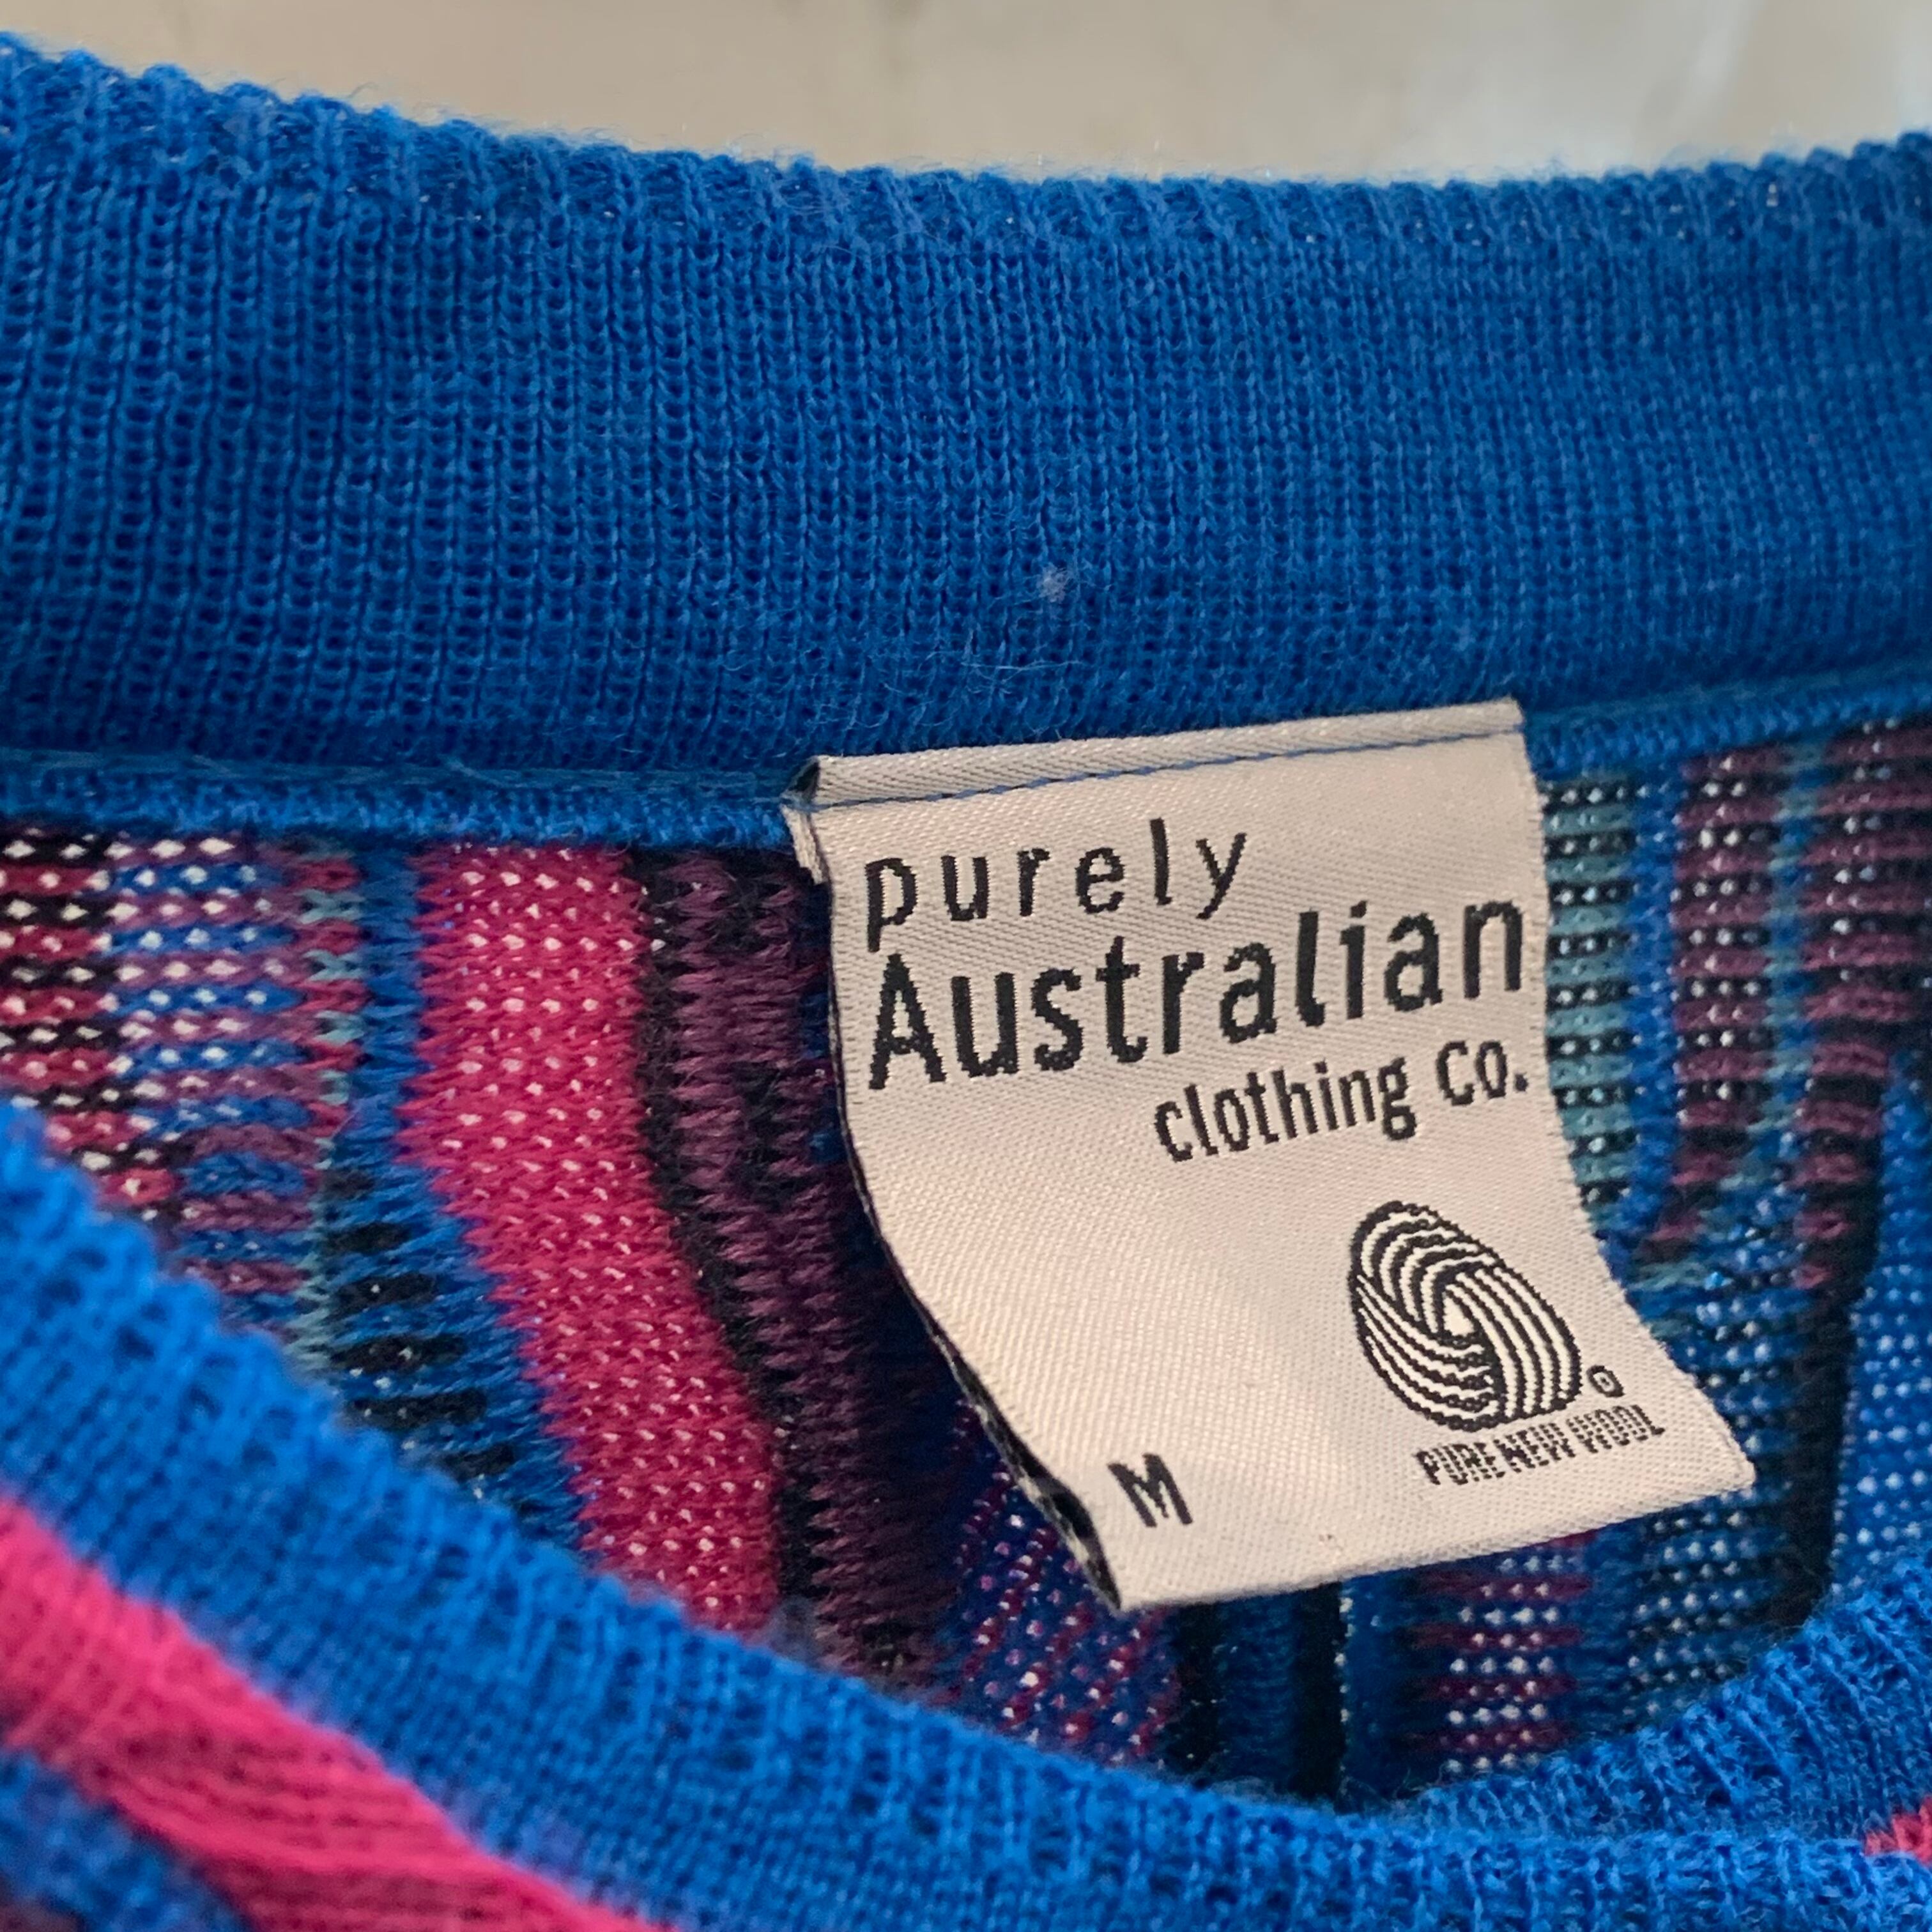 purely
Australian
clothing Co.
PURE NEW WOOL
M